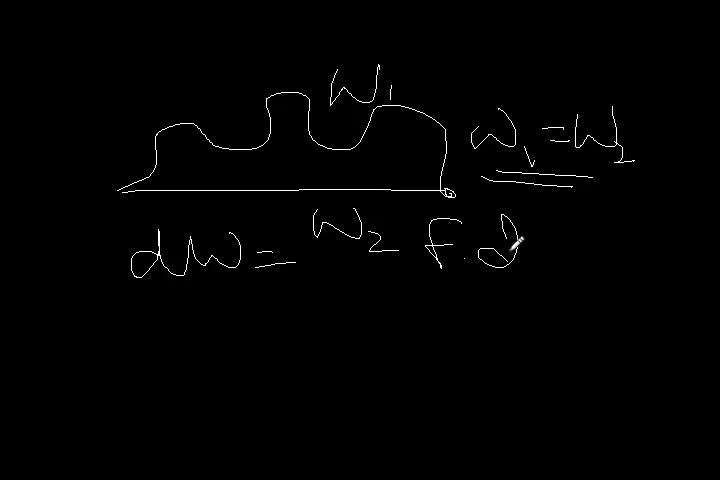 W₁
W₁ = W₂
W₂
dW = F.d